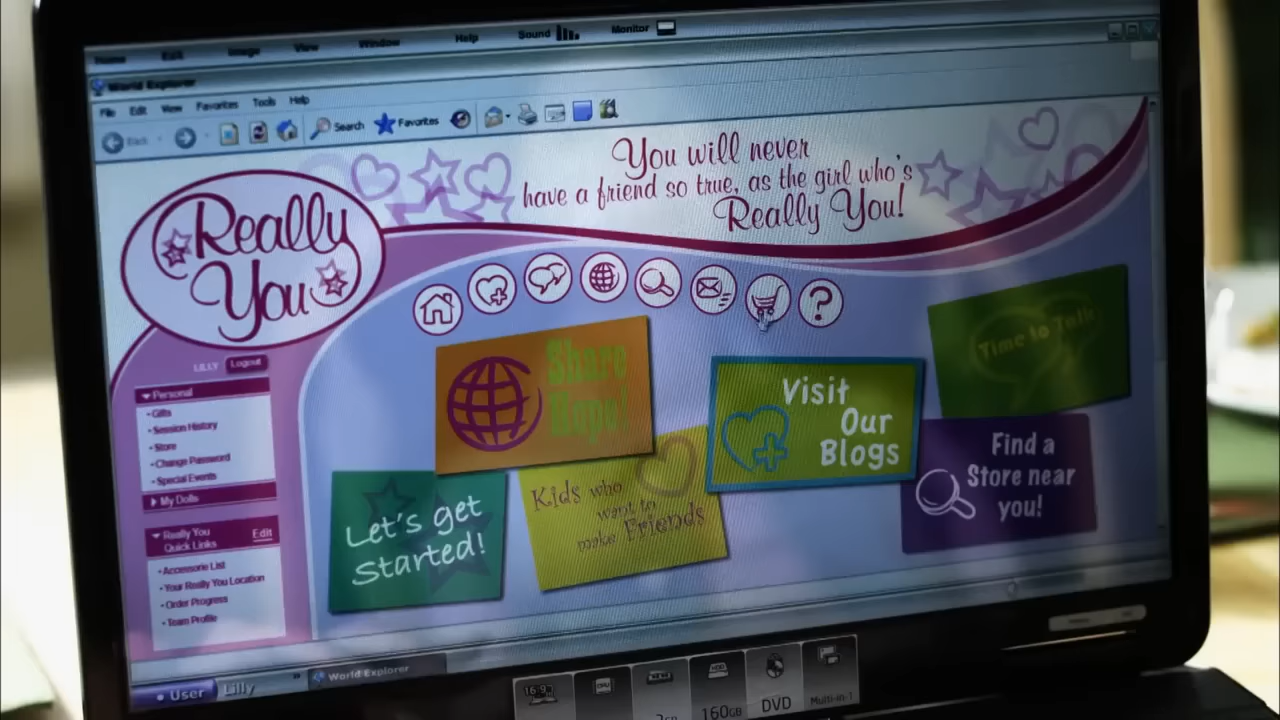 Home Edit Image View Window Help Sound Monitor
World Explorer
File Edit View Favorites Tools Help
Back Search Favorites
You will never
have a friend so true, as the girl who's
Really You!
Really
You
LILLY Logout
Personal
Gifts
Session History
Store
Change Password
Special Events
My Dolls
Really You
Quick Links Edit
Accessorie List
Your Really You Location
Order Progress
Team Profile
Share
Hope!
Visit
Our
Blogs
Time to Talk
Let's get
Started!
Kids who
want to
make Friends
Find a
Store near
you!
User Lilly
World Explorer
16:9
160GB
DVD
Multi-in-1